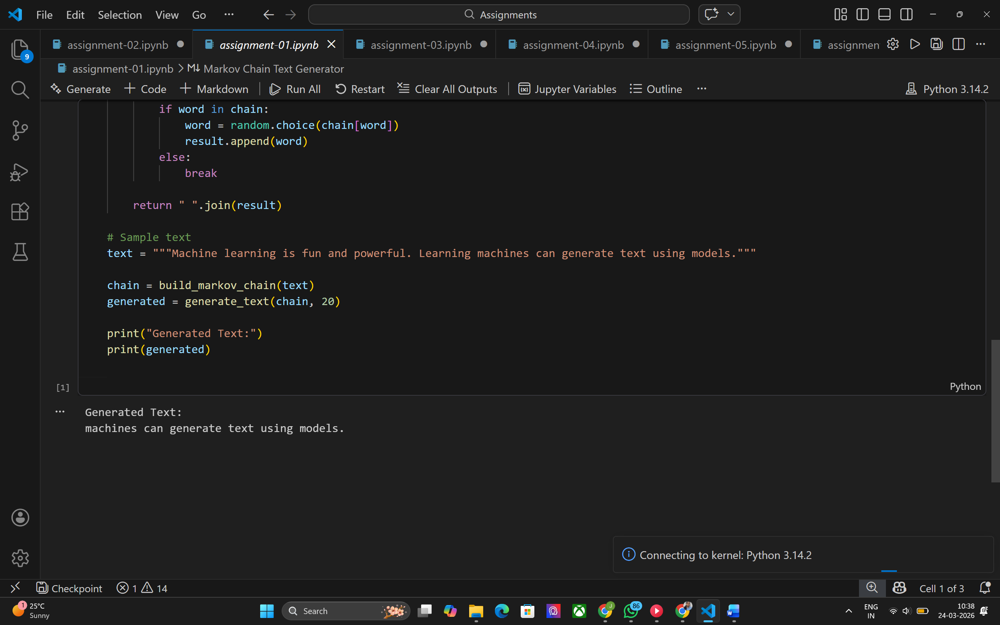 File Edit Selection View Go ··· Assignments
assignment-02.ipynb assignment-01.ipynb assignment-03.ipynb assignment-04.ipynb assignment-05.ipynb assignmen
9
assignment-01.ipynb > M↓ Markov Chain Text Generator
Generate + Code + Markdown | Run All Restart Clear All Outputs | Jupyter Variables Outline ··· Python 3.14.2
if word in chain:
word = random.choice(chain[word])
result.append(word)
else:
break
return " ".join(result)
# Sample text
text = """Machine learning is fun and powerful. Learning machines can generate text using models."""
chain = build_markov_chain(text)
generated = generate_text(chain, 20)
print("Generated Text:")
print(generated)
[1] Python
··· Generated Text:
machines can generate text using models.
Connecting to kernel: Python 3.14.2
Checkpoint 1 14 Cell 1 of 3
1 25°C
Sunny
Search
J
86
ENG
IN
10:38
24-03-2026